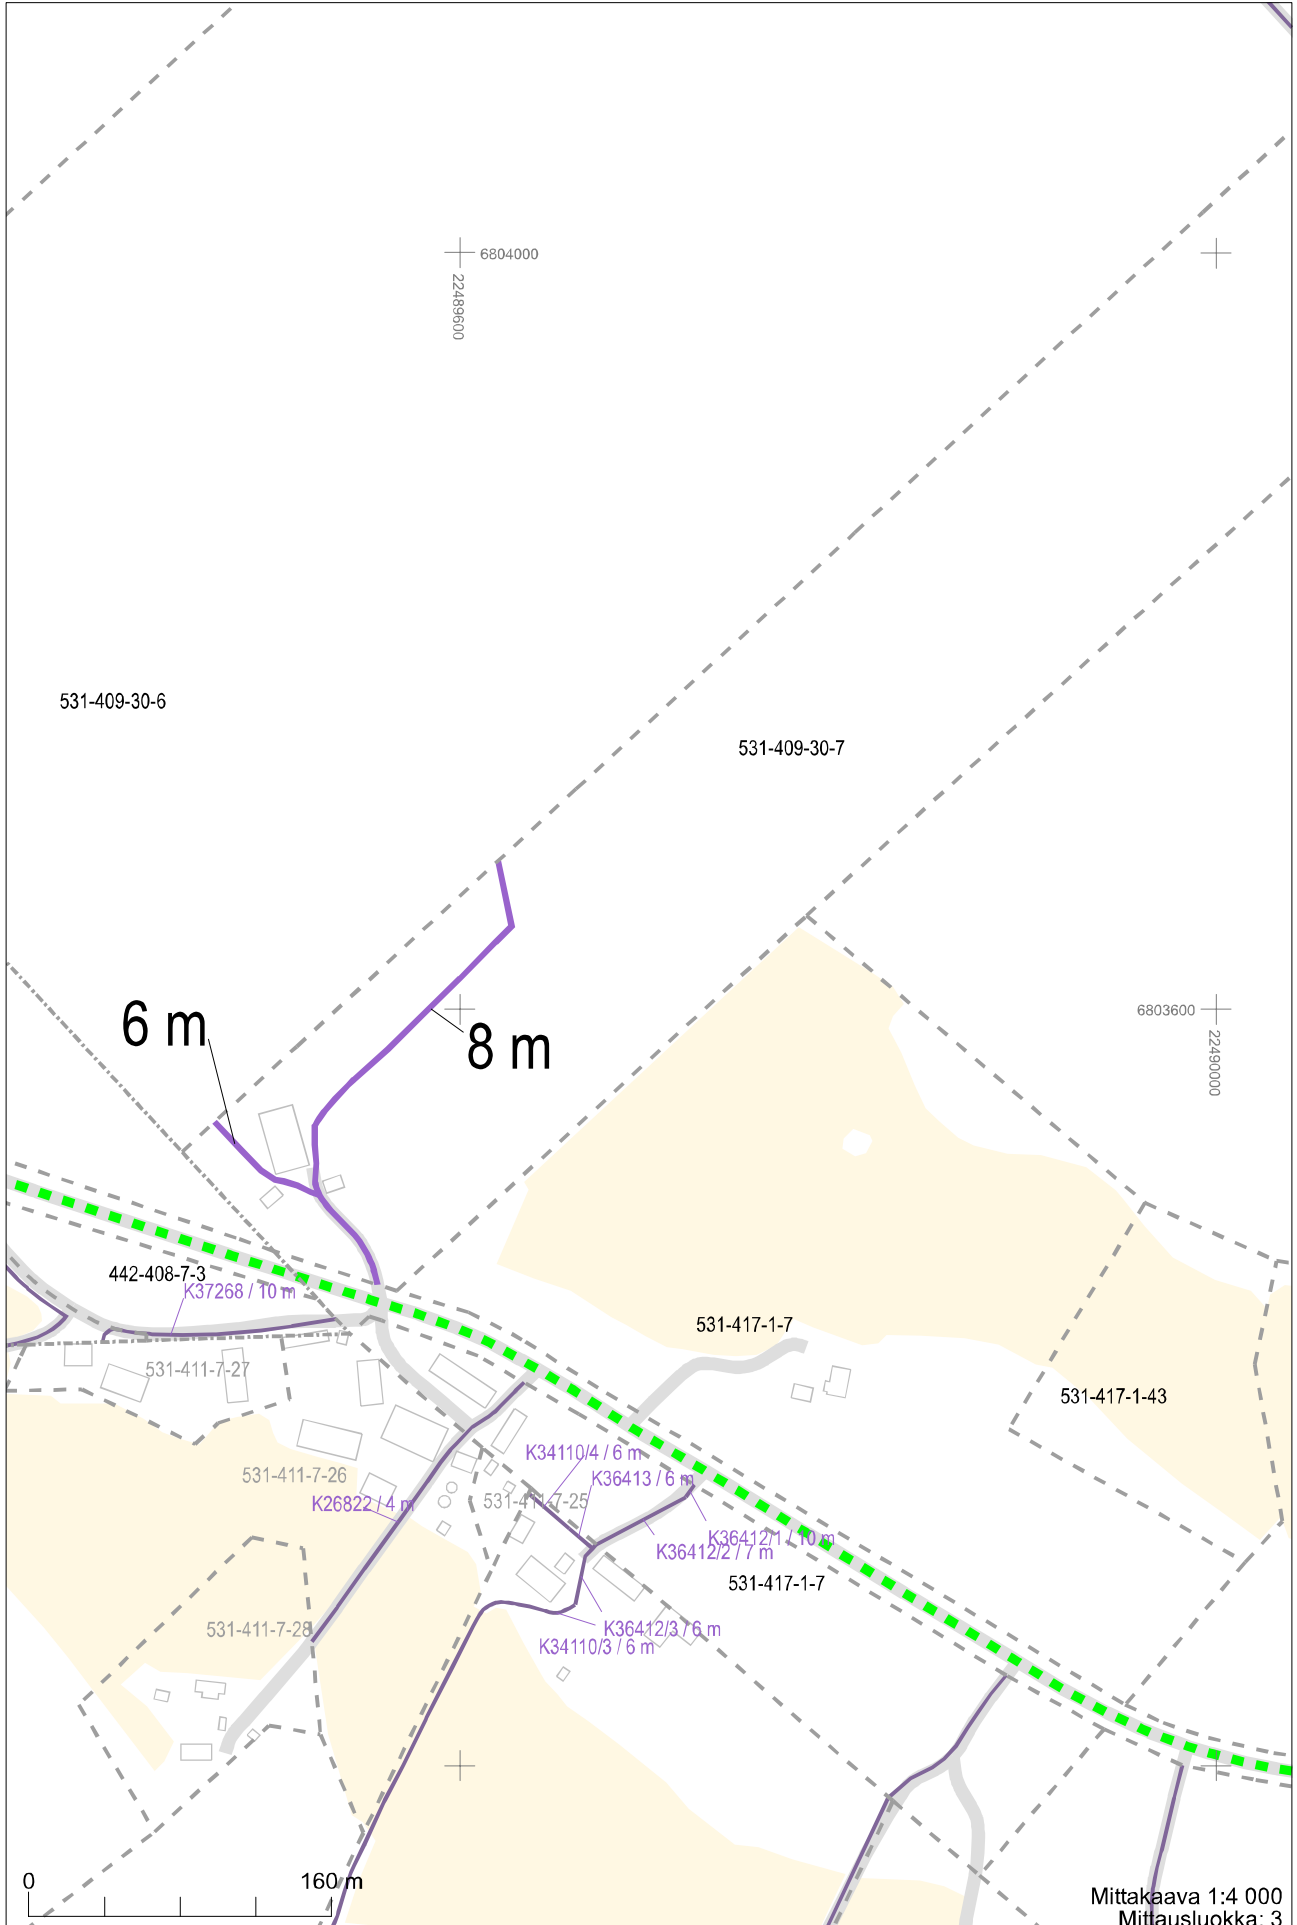 6804000
22489600
531-409-30-6
531-409-30-7
6 m
8 m
6803600
22490000
442-408-7-3
K37268 / 10 m
531-417-1-7
531-411-7-27
531-417-1-43
K34110/4 / 6 m
531-411-7-26
K36413 / 6 m
K26822 / 4 m
531-411-7-25
K36412/1 / 10 m
K36412/2 / 7 m
531-417-1-7
531-411-7-28
K36412/3 / 6 m
K34110/3 / 6 m
0 160 m
Mittakaava 1:4 000
Mittausluokka: 3